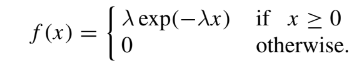 f(x) = { λ exp(−λx) if x ≥ 0
0 otherwise.